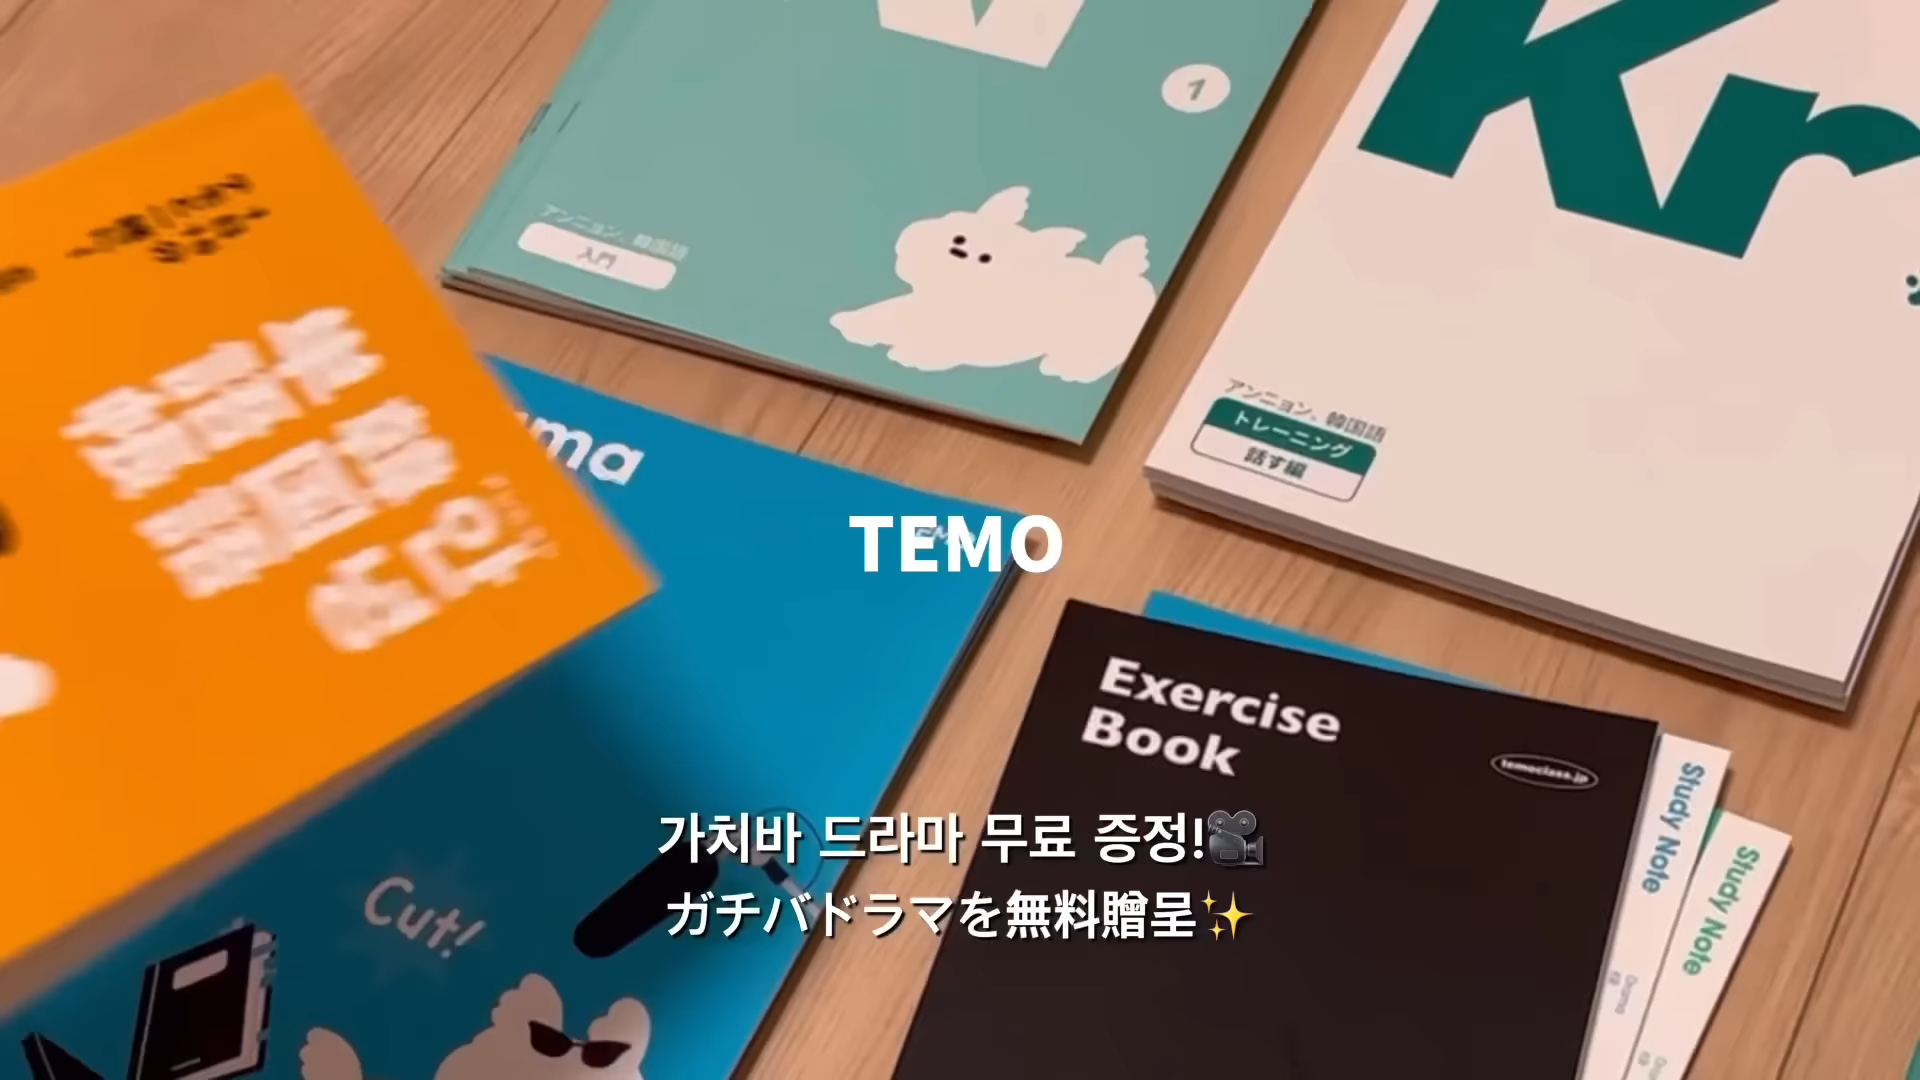 1
アンニョン、韓国語
入門
Kr
アンニョン、韓国語
トレーニング
話す編
ma
TEMO
Exercise
Book
temoclass.jp
Study Note
Study Note
Cut!
가치바 드라마 무료 증정!🎥
ガチバドラマを無料贈呈✨